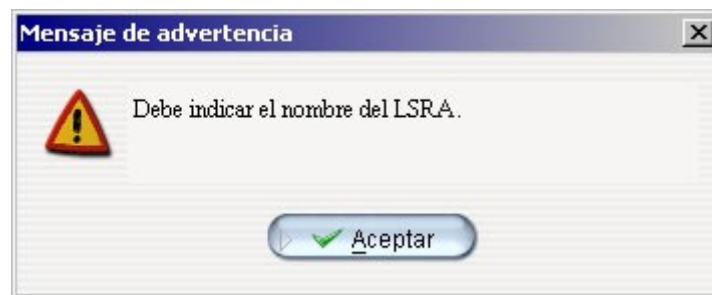 Mensaje de advertencia
Debe indicar el nombre del LSRA.
Aceptar